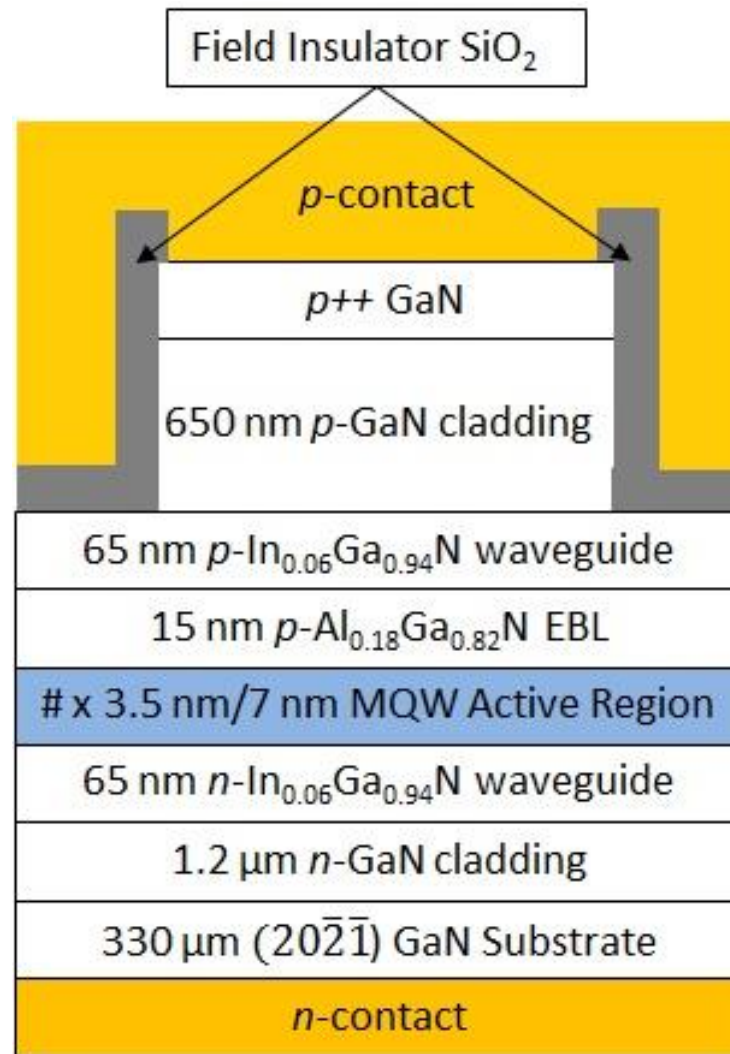 Field Insulator SiO₂
p-contact
p++ GaN
650 nm p-GaN cladding
65 nm p-In₀.₀₆Ga₀.₉₄N waveguide
15 nm p-Al₀.₁₈Ga₀.₈₂N EBL
# x 3.5 nm/7 nm MQW Active Region
65 nm n-In₀.₀₆Ga₀.₉₄N waveguide
1.2 μm n-GaN cladding
330 μm (202̄1̄) GaN Substrate
n-contact